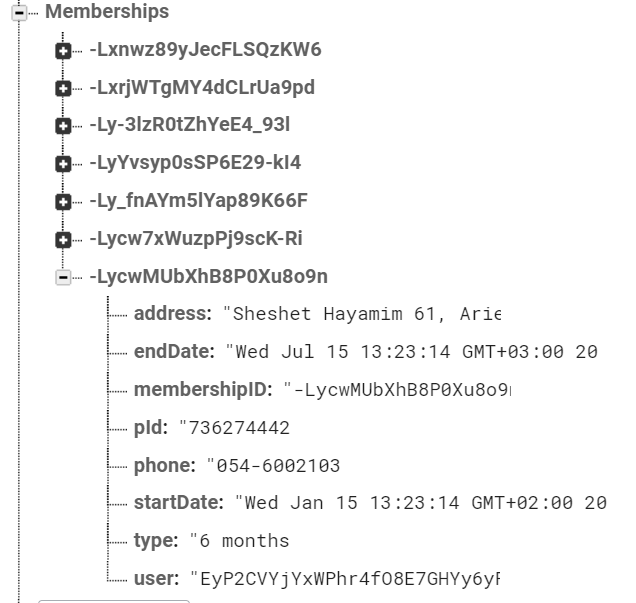 Memberships
-Lxnwz89yJecFLSQzKW6
-LxrjWTgMY4dCLrUa9pd
-Ly-3lzR0tZhYeE4_93l
-LyYvsyp0sSP6E29-kI4
-Ly_fnAYm5lYap89K66F
-Lycw7xWuzpPj9scK-Ri
-LycwMUbXhB8P0Xu8o9n
address: "Sheshet Hayamim 61, Arie
endDate: "Wed Jul 15 13:23:14 GMT+03:00 20
membershipID: "-LycwMUbXhB8P0Xu8o9n
pId: "736274442
phone: "054-6002103
startDate: "Wed Jan 15 13:23:14 GMT+02:00 20
type: "6 months
user: "EyP2CVYjYxWPhr4fO8E7GHYy6yF